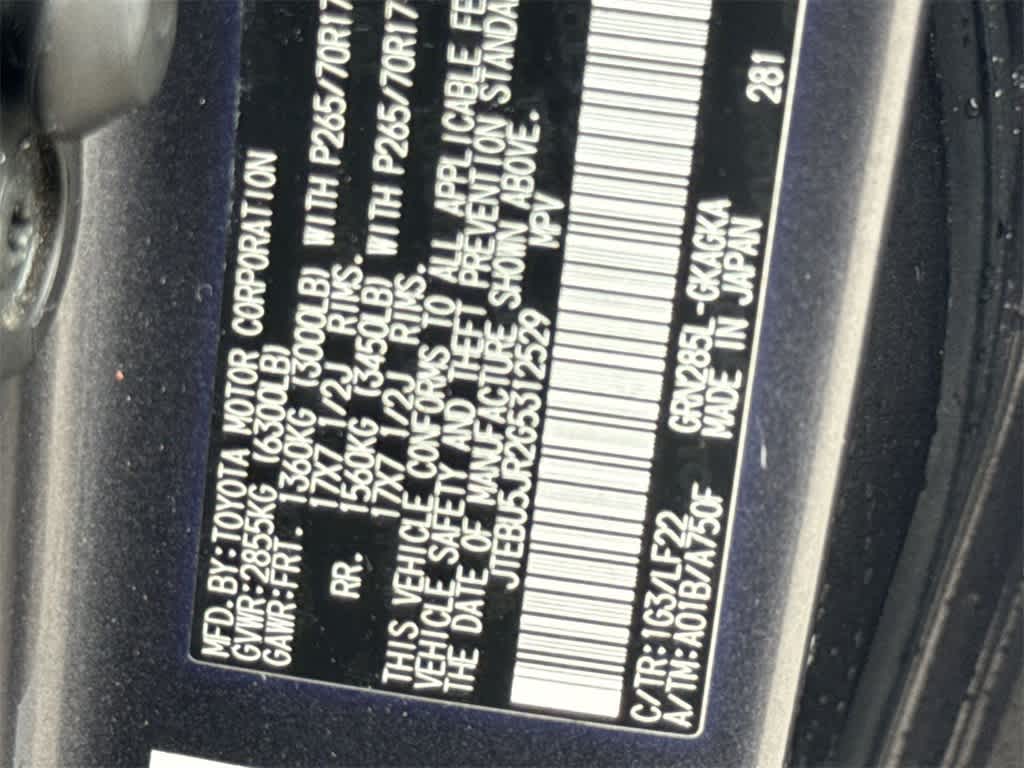 MFD. BY: TOYOTA MOTOR CORPORATION
GVWR: 2855KG (6300LB)
GAWR: FRT. 1360KG (3000LB) WITH P265/70R17
17X7 1/2J RIMS.
RR. 1560KG (3450LB) WITH P265/70R17
17X7 1/2J RIMS.
THIS VEHICLE CONFORMS TO ALL APPLICABLE FE
VEHICLE SAFETY AND THEFT PREVENTION STANDA
THE DATE OF MANUFACTURE SHOWN ABOVE.
JTEBU5JR2G5312529 MPV
C/TR: 1G3/LF22 GRN285L-GKAGKA 281
A/TM: A01B/A750F MADE IN JAPAN